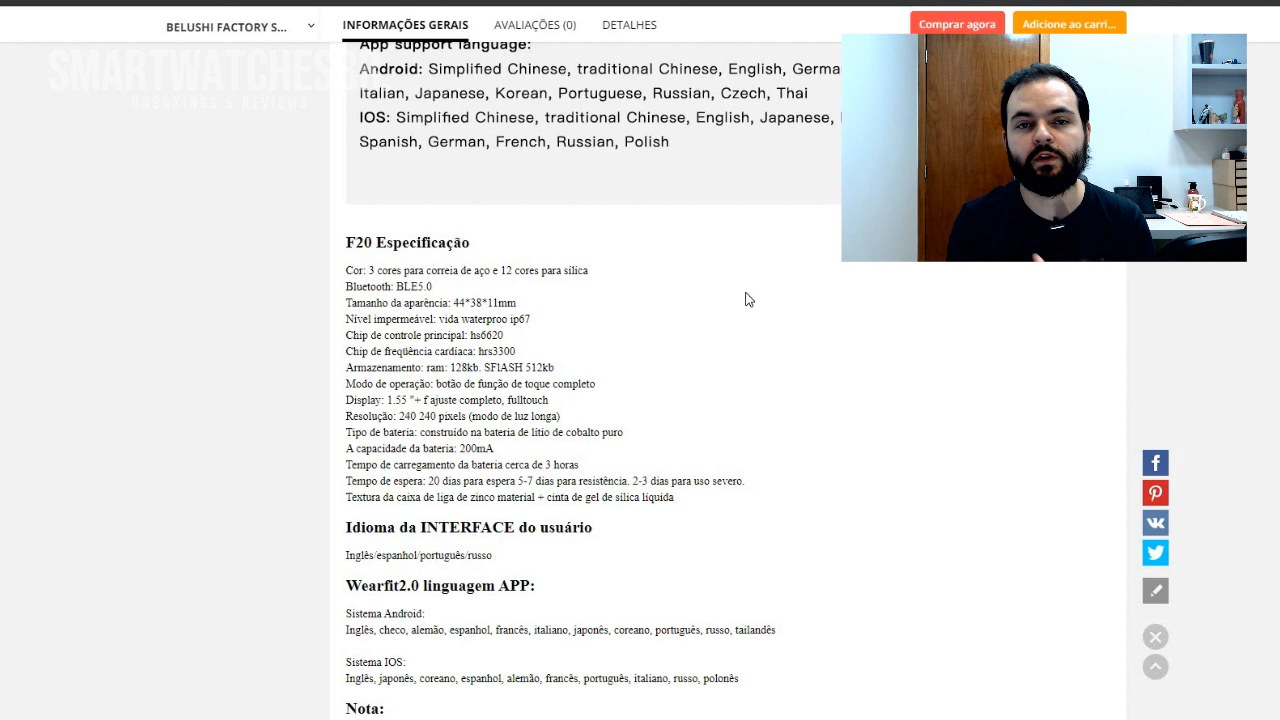 BELUSHI FACTORY S...
INFORMAÇÕES GERAIS
AVALIAÇÕES (0)
DETALHES
Comprar agora
Adicione ao carri...
SMARTWATCHES
UNBOXINGS & REVIEWS
App support language:
Android: Simplified Chinese, traditional Chinese, English, Germa
Italian, Japanese, Korean, Portuguese, Russian, Czech, Thai
IOS: Simplified Chinese, traditional Chinese, English, Japanese,
Spanish, German, French, Russian, Polish
F20 Especificação
Cor: 3 cores para correia de aço e 12 cores para sílica
Bluetooth: BLE5.0
Tamanho da aparência: 44*38*11mm
Nível impermeável: vida waterproo ip67
Chip de controle principal: hs6620
Chip de freqüência cardíaca: hrs3300
Armazenamento: ram: 128kb. SFlASH 512kb
Modo de operação: botão de função de toque completo
Display: 1.55 "+ f ajuste completo, fulltouch
Resolução: 240 240 pixels (modo de luz longa)
Tipo de bateria: construído na bateria de lítio de cobalto puro
A capacidade da bateria: 200mA
Tempo de carregamento da bateria cerca de 3 horas
Tempo de espera: 20 dias para espera 5-7 dias para resistência. 2-3 dias para uso severo.
Textura da caixa de liga de zinco material + cinta de gel de sílica líquida
Idioma da INTERFACE do usuário
Inglês/espanhol/português/russo
Wearfit2.0 linguagem APP:
Sistema Android:
Inglês, checo, alemão, espanhol, francês, italiano, japonês, coreano, português, russo, tailandês
Sistema IOS:
Inglês, japonês, coreano, espanhol, alemão, francês, português, italiano, russo, polonês
Nota: